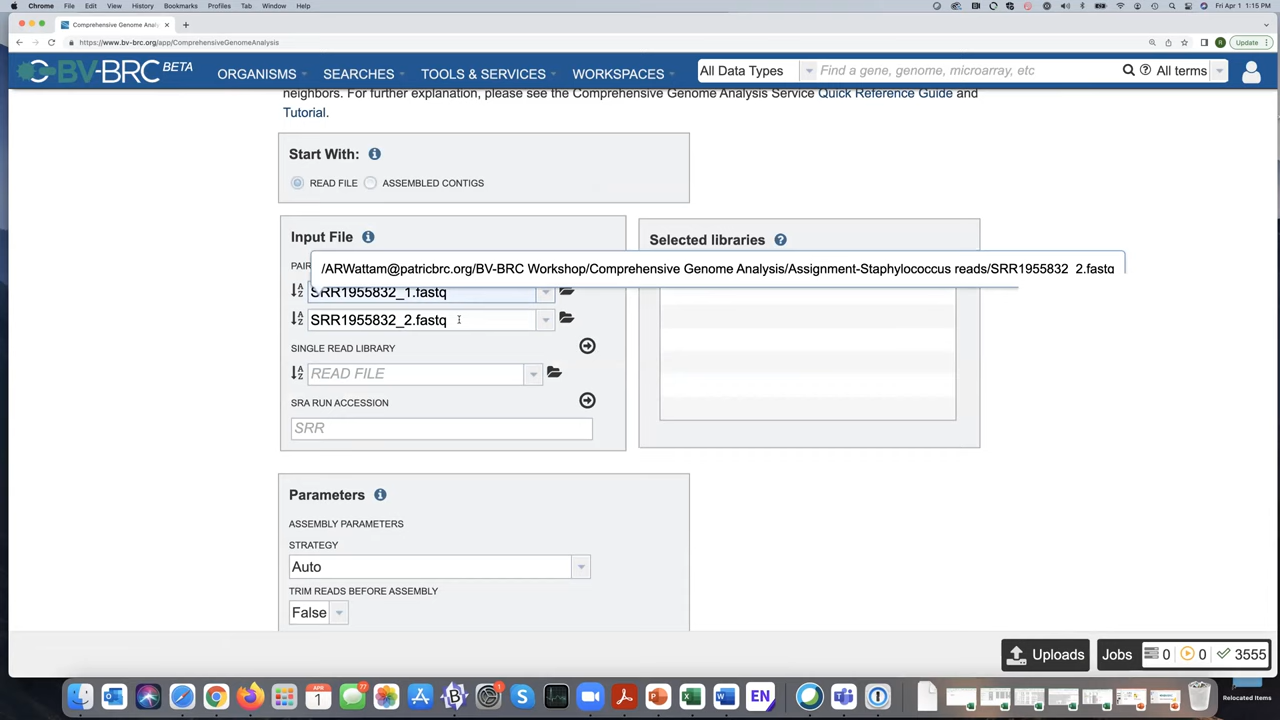 Chrome File Edit View History Bookmarks Profiles Tab Window Help
Fri Apr 1 1:15 PM
Comprehensive Genome Anal
https://www.bv-brc.org/app/ComprehensiveGenomeAnalysis
R
Update
BV-BRC BETA
ORGANISMS SEARCHES TOOLS & SERVICES WORKSPACES All Data Types Find a gene, genome, microarray, etc All terms
neighbors. For further explanation, please see the Comprehensive Genome Analysis Service Quick Reference Guide and
Tutorial.
Start With:
READ FILE ASSEMBLED CONTIGS
Input File
Selected libraries
PAI
/ARWattam@patricbrc.org/BV-BRC Workshop/Comprehensive Genome Analysis/Assignment-Staphylococcus reads/SRR1955832_2.fastq
SRR1955832_1.fastq
SRR1955832_2.fastq
SINGLE READ LIBRARY
READ FILE
SRA RUN ACCESSION
SRR
Parameters
ASSEMBLY PARAMETERS
STRATEGY
Auto
TRIM READS BEFORE ASSEMBLY
False
Uploads Jobs 0 0 3555
Relocated Items